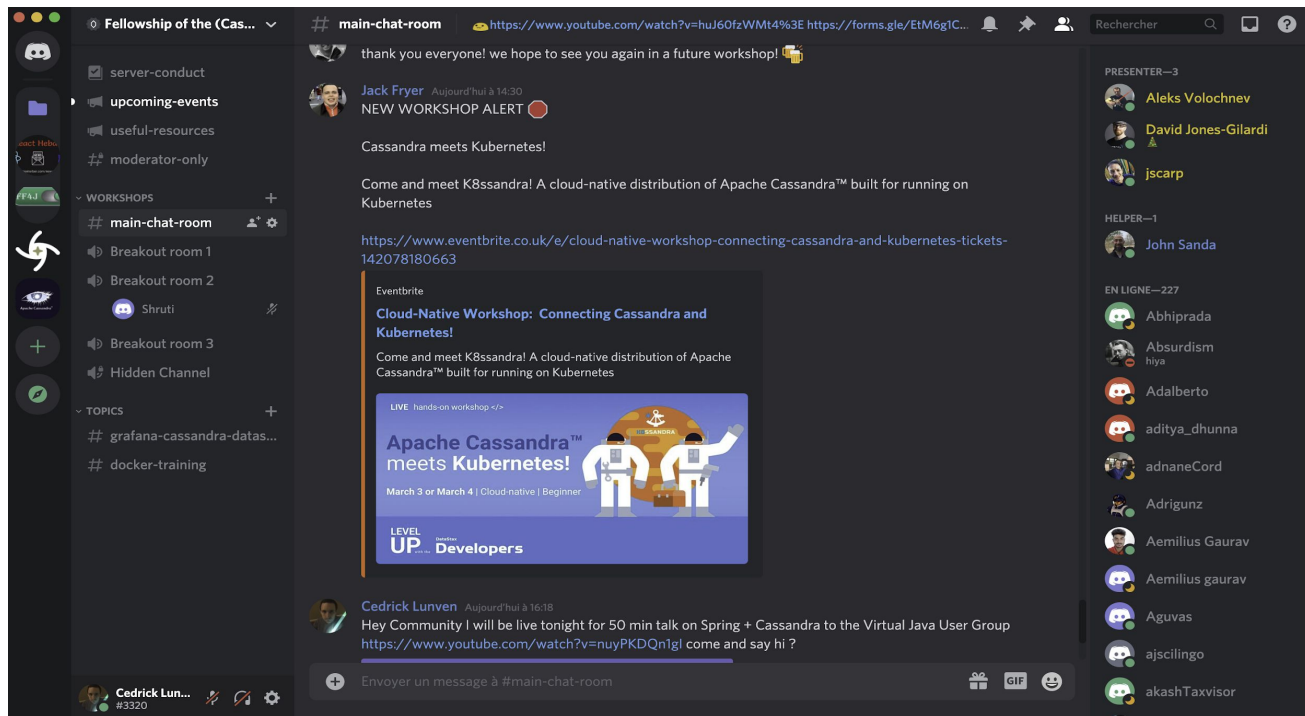 Fellowship of the (Cas...
server-conduct
upcoming-events
useful-resources
moderator-only
WORKSHOPS
main-chat-room
Breakout room 1
Breakout room 2
Shruti
Breakout room 3
Hidden Channel
TOPICS
grafana-cassandra-datas...
docker-training
Cedrick Lun...
#3320
main-chat-room
https://www.youtube.com/watch?v=huJ60fzWMt4%3E https://forms.gle/EtM6g1C...
Rechercher
thank you everyone! we hope to see you again in a future workshop!
Jack Fryer Aujourd'hui à 14:30
NEW WORKSHOP ALERT
Cassandra meets Kubernetes!
Come and meet K8ssandra! A cloud-native distribution of Apache Cassandra™ built for running on
Kubernetes
https://www.eventbrite.co.uk/e/cloud-native-workshop-connecting-cassandra-and-kubernetes-tickets-
142078180663
Eventbrite
Cloud-Native Workshop: Connecting Cassandra and
Kubernetes!
Come and meet K8ssandra! A cloud-native distribution of Apache
Cassandra™ built for running on Kubernetes
LIVE hands-on workshop </>
Apache Cassandra™
meets Kubernetes!
March 3 or March 4 | Cloud-native | Beginner
K8SSANDRA
LEVEL
UP with the DataStax Developers
Cedrick Lunven Aujourd'hui à 16:18
Hey Community I will be live tonight for 50 min talk on Spring + Cassandra to the Virtual Java User Group
https://www.youtube.com/watch?v=nuyPKDQn1gI come and say hi ?
Envoyer un message à #main-chat-room
GIF
PRESENTER—3
Aleks Volochnev
David Jones-Gilardi
jscarp
HELPER—1
John Sanda
EN LIGNE—227
Abhiprada
Absurdism
hiya
Adalberto
aditya_dhunna
adnaneCord
Adrigunz
Aemilius Gaurav
Aemilius gaurav
Aguvas
ajscilingo
akashTaxvisor